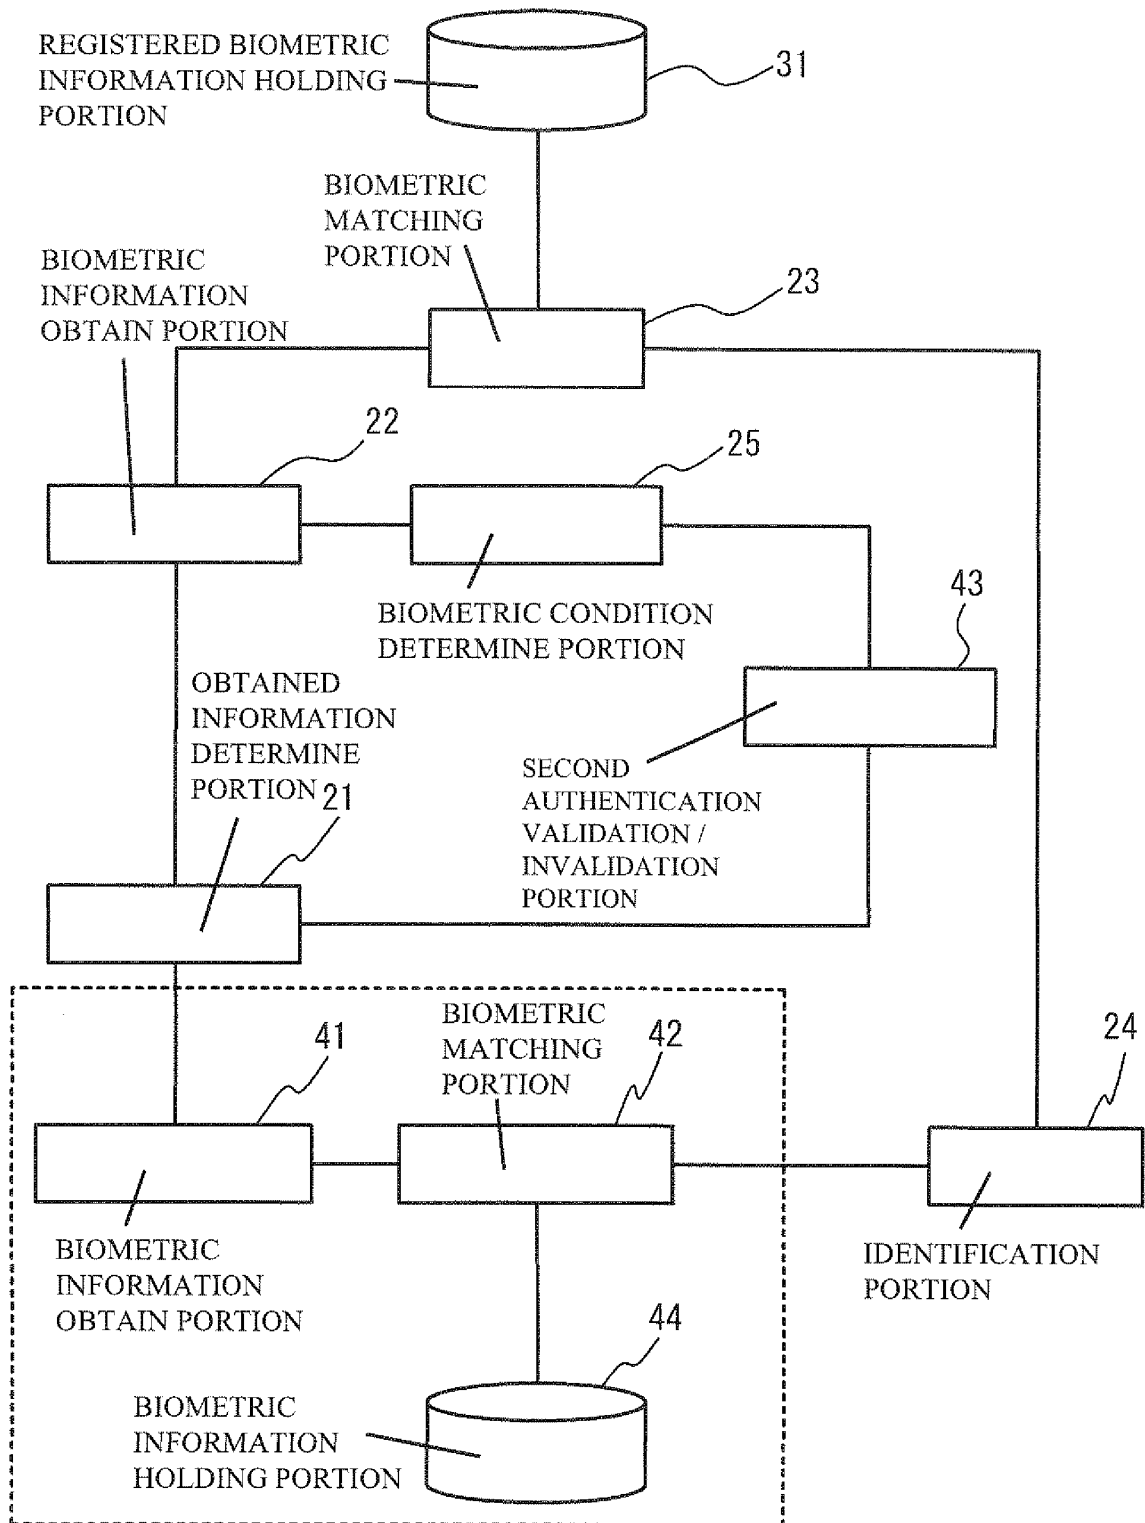 REGISTERED BIOMETRIC
INFORMATION HOLDING
PORTION
31
BIOMETRIC
MATCHING
PORTION
23
BIOMETRIC
INFORMATION
OBTAIN PORTION
22
25
BIOMETRIC CONDITION
DETERMINE PORTION
43
OBTAINED
INFORMATION
DETERMINE
PORTION
21
SECOND
AUTHENTICATION
VALIDATION /
INVALIDATION
PORTION
BIOMETRIC
MATCHING
PORTION
41
42
24
BIOMETRIC
INFORMATION
OBTAIN PORTION
IDENTIFICATION
PORTION
44
BIOMETRIC
INFORMATION
HOLDING PORTION